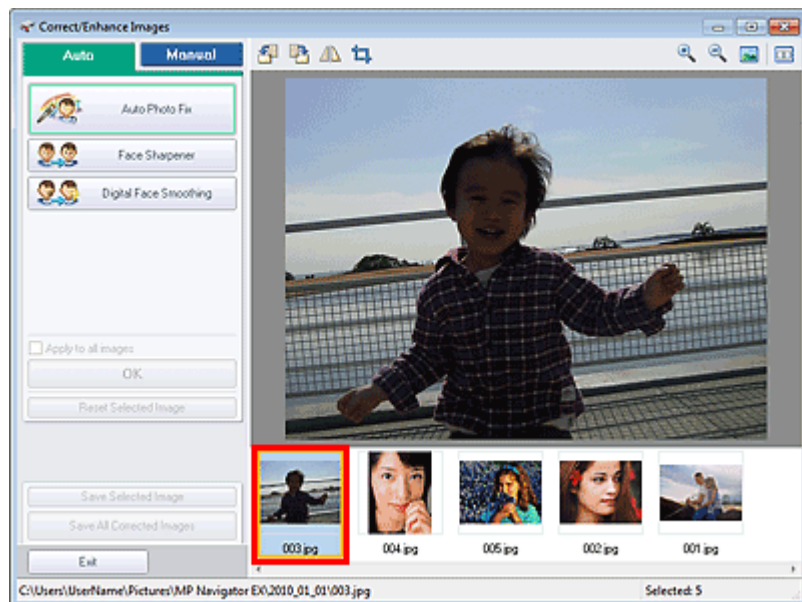 Correct/Enhance Images
Auto
Manual
Auto Photo Fix
Face Sharpener
Digital Face Smoothing
Apply to all images
OK
Reset Selected Image
Save Selected Image
Save All Corrected Images
Exit
003.jpg
004.jpg
005.jpg
002.jpg
001.jpg
C:\Users\UserName\Pictures\MP Navigator EX\2010_01_01\003.jpg
Selected: 5